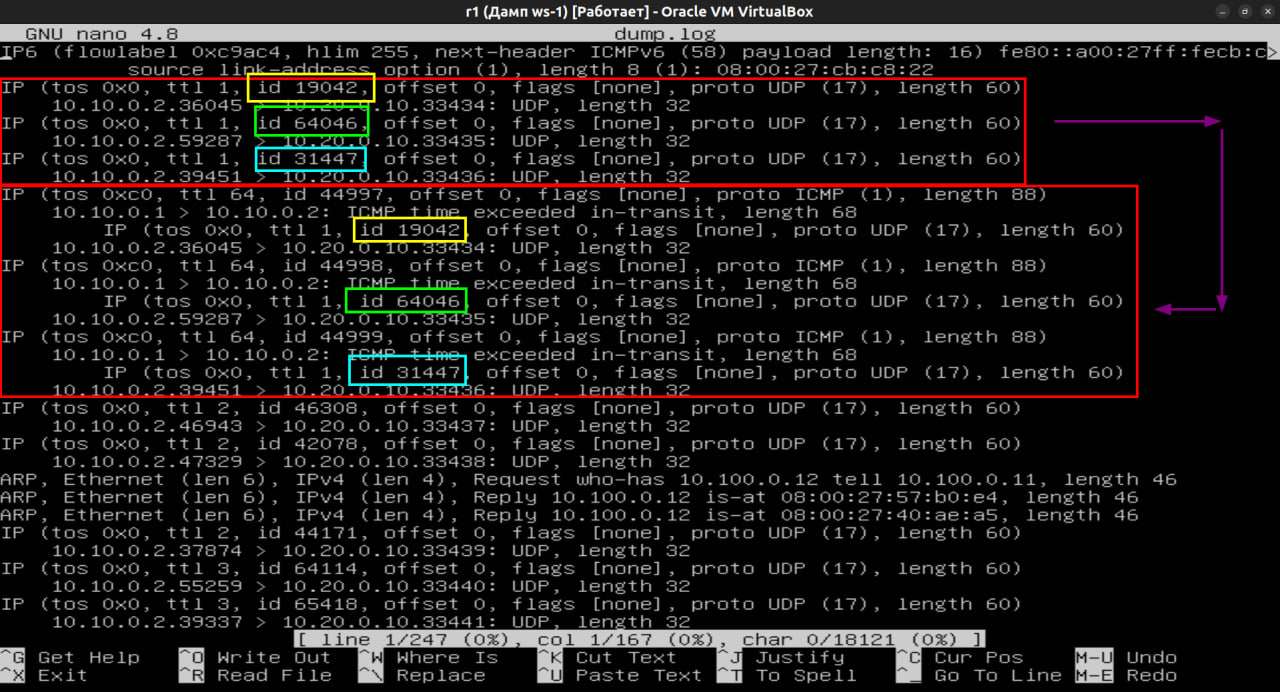 r1 (Дамп ws-1) [Работает] - Oracle VM VirtualBox
GNU nano 4.8 dump.log
IP6 (flowlabel 0xc9ac4, hlim 255, next-header ICMPv6 (58) payload length: 16) fe80::a00:27ff:fecb:c>
source link-address option (1), length 8 (1): 08:00:27:cb:c8:22
IP (tos 0x0, ttl 1, id 19042, offset 0, flags [none], proto UDP (17), length 60)
10.10.0.2.36045 > 10.20.0.10.33434: UDP, length 32
IP (tos 0x0, ttl 1, id 64046, offset 0, flags [none], proto UDP (17), length 60)
10.10.0.2.59287 > 10.20.0.10.33435: UDP, length 32
IP (tos 0x0, ttl 1, id 31447, offset 0, flags [none], proto UDP (17), length 60)
10.10.0.2.39451 > 10.20.0.10.33436: UDP, length 32
IP (tos 0xc0, ttl 64, id 44997, offset 0, flags [none], proto ICMP (1), length 88)
10.10.0.1 > 10.10.0.2: ICMP time exceeded in-transit, length 68
IP (tos 0x0, ttl 1, id 19042, offset 0, flags [none], proto UDP (17), length 60)
10.10.0.2.36045 > 10.20.0.10.33434: UDP, length 32
IP (tos 0xc0, ttl 64, id 44998, offset 0, flags [none], proto ICMP (1), length 88)
10.10.0.1 > 10.10.0.2: ICMP time exceeded in-transit, length 68
IP (tos 0x0, ttl 1, id 64046, offset 0, flags [none], proto UDP (17), length 60)
10.10.0.2.59287 > 10.20.0.10.33435: UDP, length 32
IP (tos 0xc0, ttl 64, id 44999, offset 0, flags [none], proto ICMP (1), length 88)
10.10.0.1 > 10.10.0.2: ICMP time exceeded in-transit, length 68
IP (tos 0x0, ttl 1, id 31447, offset 0, flags [none], proto UDP (17), length 60)
10.10.0.2.39451 > 10.20.0.10.33436: UDP, length 32
IP (tos 0x0, ttl 2, id 46308, offset 0, flags [none], proto UDP (17), length 60)
10.10.0.2.46943 > 10.20.0.10.33437: UDP, length 32
IP (tos 0x0, ttl 2, id 42078, offset 0, flags [none], proto UDP (17), length 60)
10.10.0.2.47329 > 10.20.0.10.33438: UDP, length 32
ARP, Ethernet (len 6), IPv4 (len 4), Request who-has 10.100.0.12 tell 10.100.0.11, length 46
ARP, Ethernet (len 6), IPv4 (len 4), Reply 10.100.0.12 is-at 08:00:27:57:b0:e4, length 46
ARP, Ethernet (len 6), IPv4 (len 4), Reply 10.100.0.12 is-at 08:00:27:40:ae:a5, length 46
IP (tos 0x0, ttl 2, id 44171, offset 0, flags [none], proto UDP (17), length 60)
10.10.0.2.37874 > 10.20.0.10.33439: UDP, length 32
IP (tos 0x0, ttl 3, id 64114, offset 0, flags [none], proto UDP (17), length 60)
10.10.0.2.55259 > 10.20.0.10.33440: UDP, length 32
IP (tos 0x0, ttl 3, id 65418, offset 0, flags [none], proto UDP (17), length 60)
10.10.0.2.39337 > 10.20.0.10.33441: UDP, length 32
[ line 1/247 (0%), col 1/167 (0%), char 0/18121 (0%) ]
^G Get Help ^O Write Out ^W Where Is ^K Cut Text ^J Justify ^C Cur Pos M-U Undo
^X Exit ^R Read File ^\ Replace ^U Paste Text ^T To Spell ^_ Go To Line M-E Redo